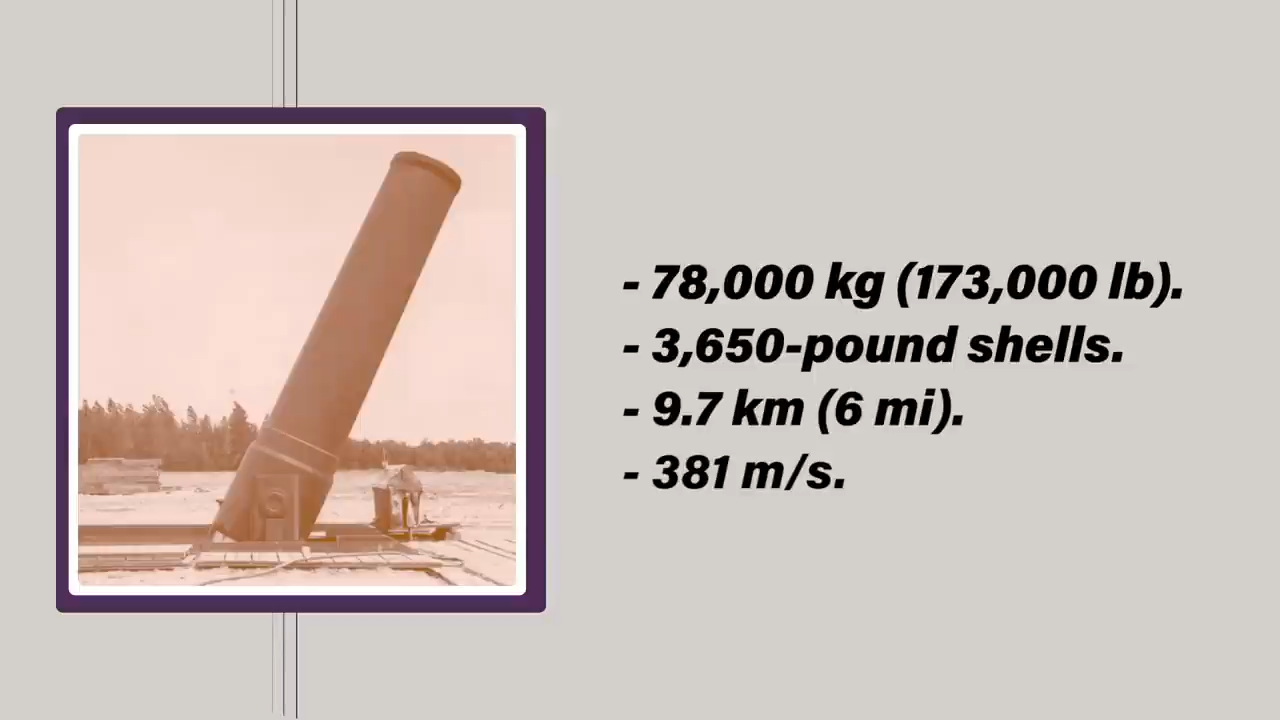 - 78,000 kg (173,000 lb).
- 3,650-pound shells.
- 9.7 km (6 mi).
- 381 m/s.